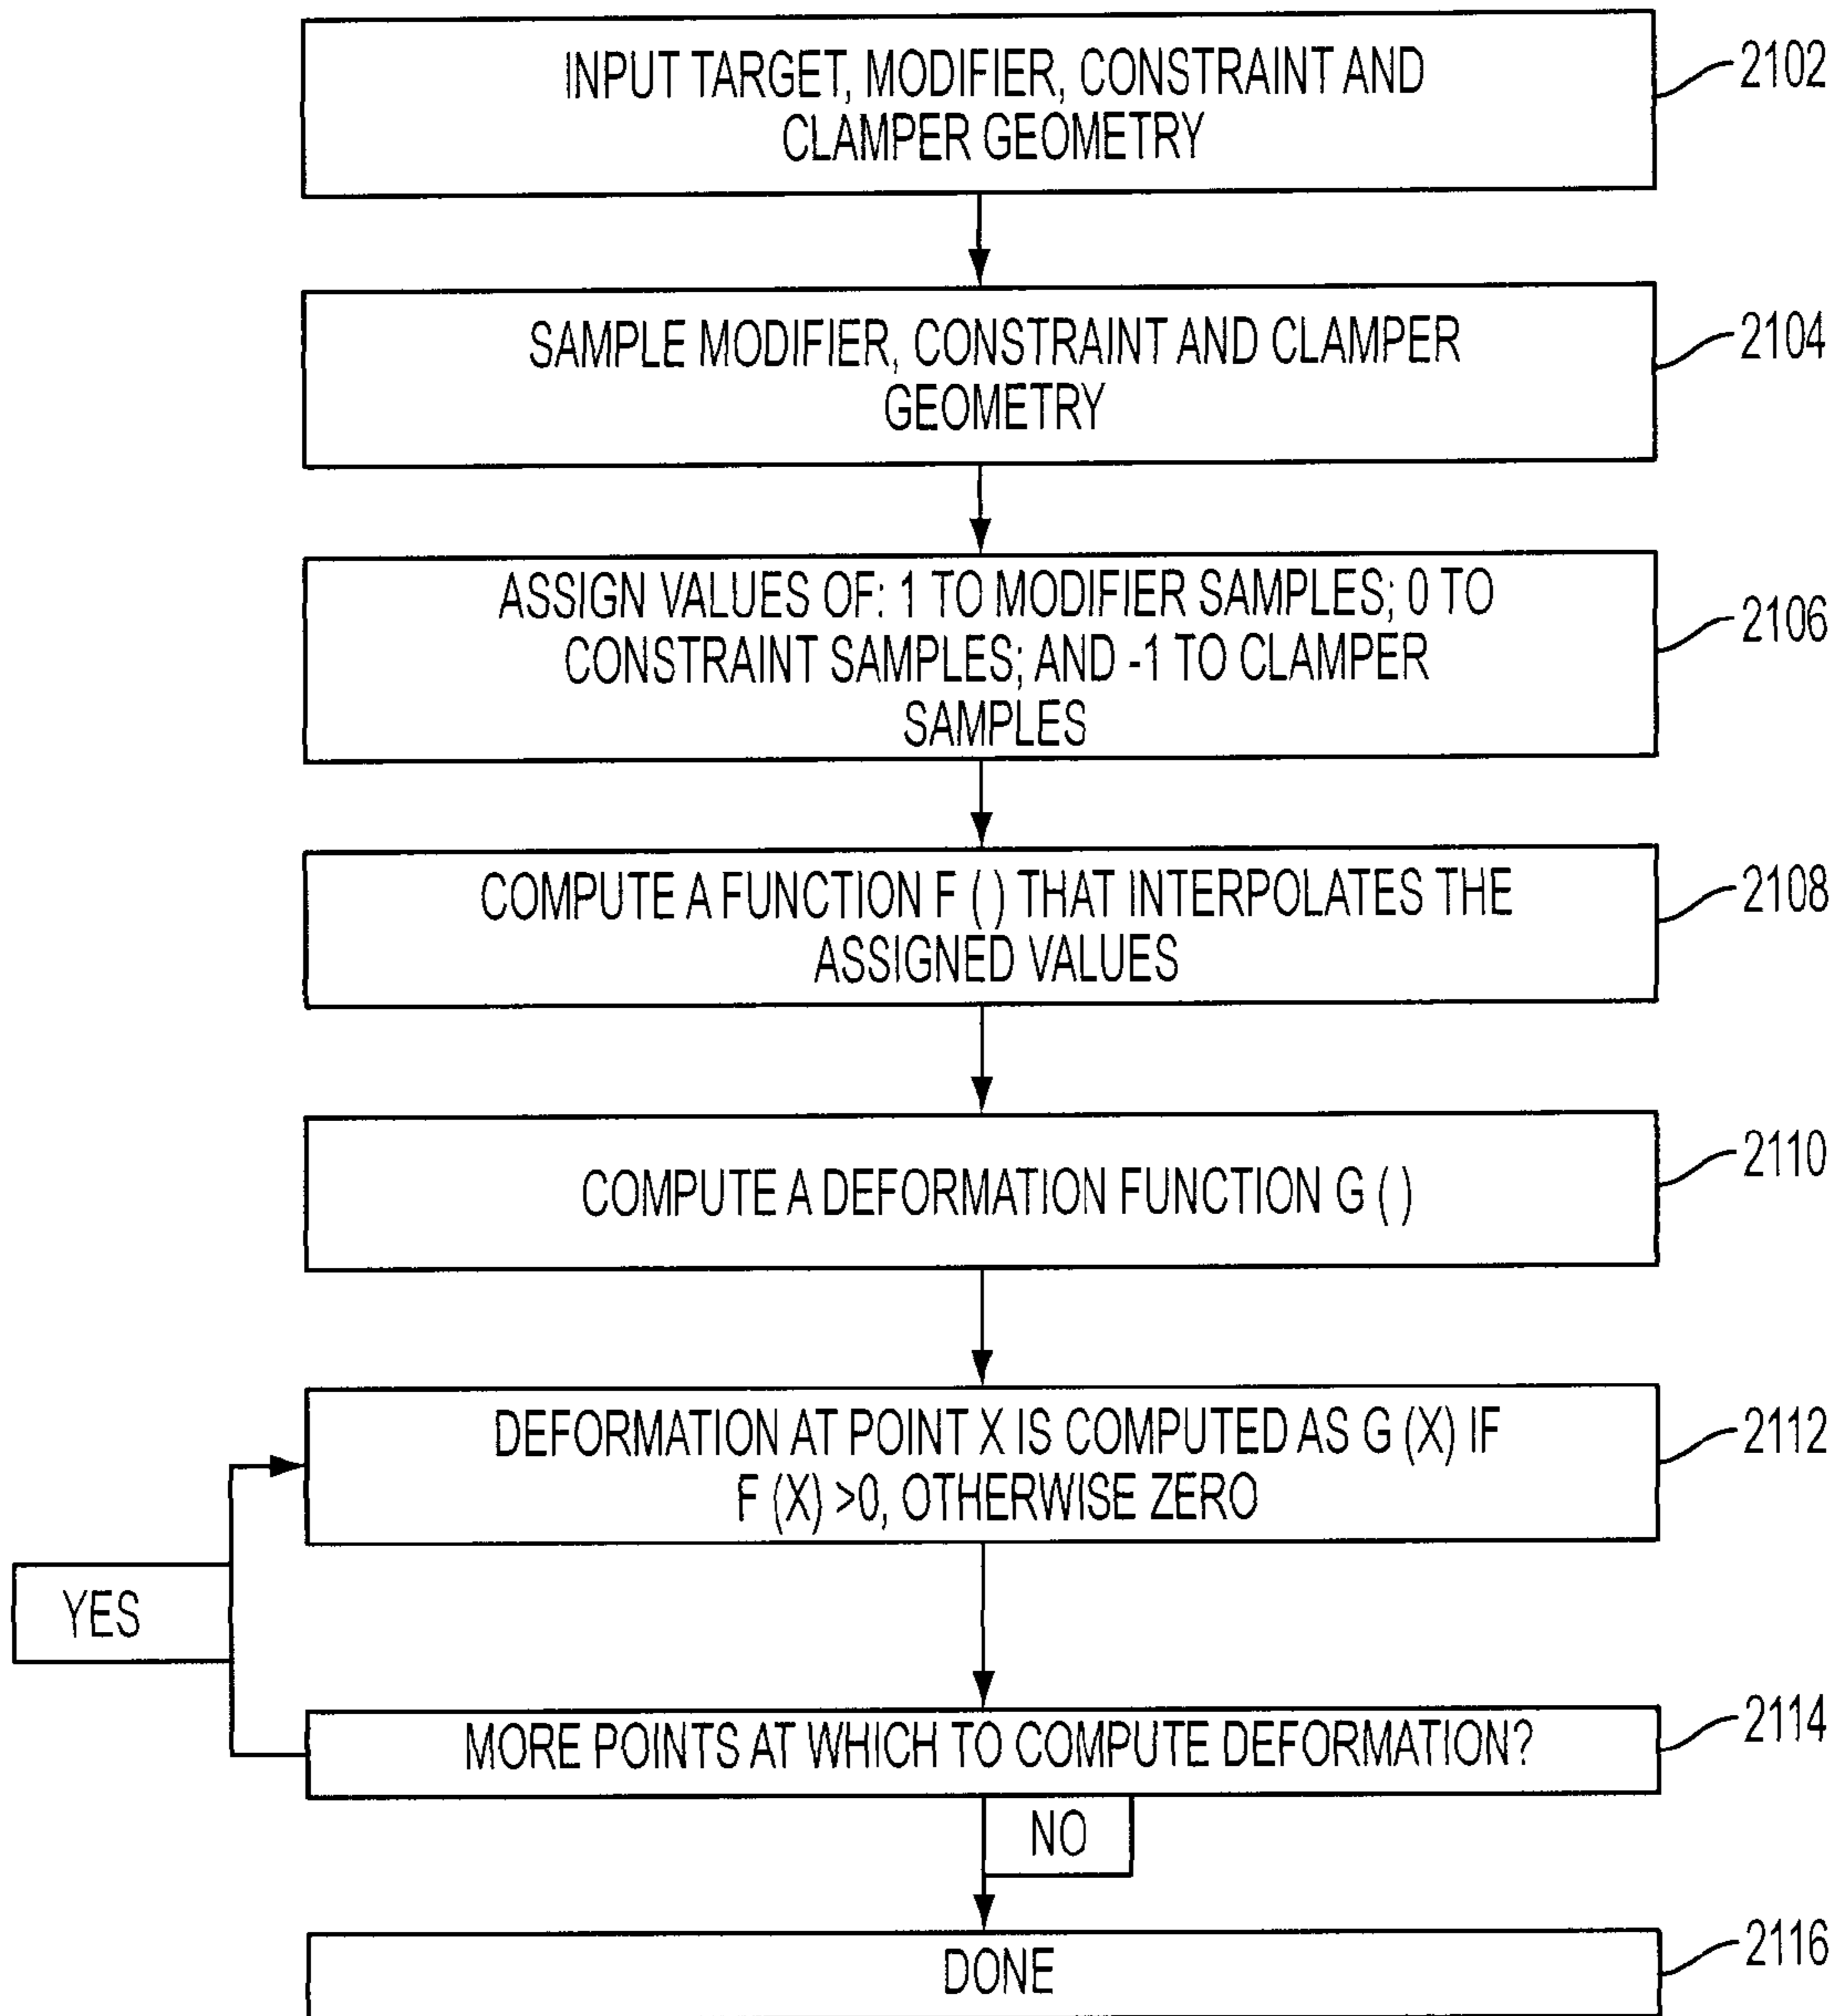 INPUT TARGET, MODIFIER, CONSTRAINT AND
CLAMPER GEOMETRY
2102
SAMPLE MODIFIER, CONSTRAINT AND CLAMPER
GEOMETRY
2104
ASSIGN VALUES OF: 1 TO MODIFIER SAMPLES; 0 TO
CONSTRAINT SAMPLES; AND -1 TO CLAMPER
SAMPLES
2106
COMPUTE A FUNCTION F ( ) THAT INTERPOLATES THE
ASSIGNED VALUES
2108
COMPUTE A DEFORMATION FUNCTION G ( )
2110
DEFORMATION AT POINT X IS COMPUTED AS G (X) IF
F (X) >0, OTHERWISE ZERO
2112
YES
MORE POINTS AT WHICH TO COMPUTE DEFORMATION?
2114
NO
DONE
2116